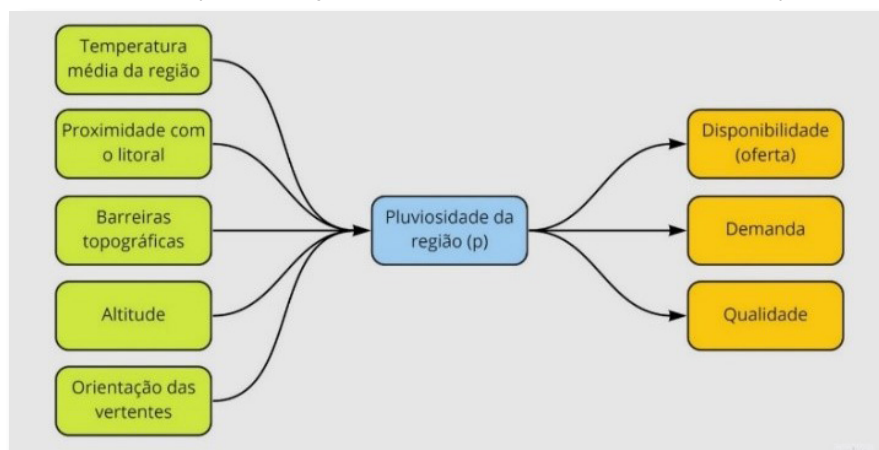 Temperatura
média da região
Proximidade com
o litoral
Barreiras
topográficas
Altitude
Orientação das
vertentes
Pluviosidade da
região (p)
Disponibilidade
(oferta)
Demanda
Qualidade